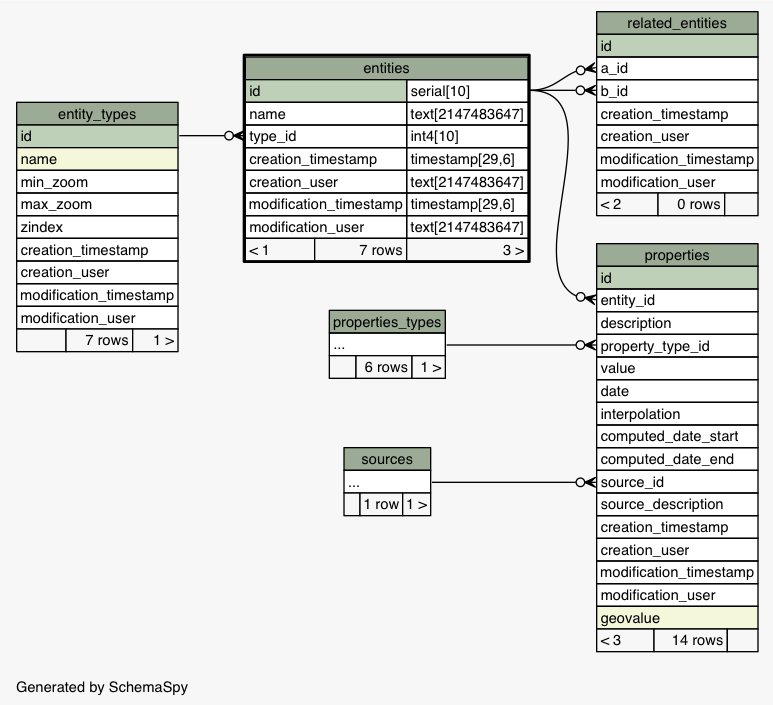 entity_types
id
name
min_zoom
max_zoom
zindex
creation_timestamp
creation_user
modification_timestamp
modification_user
7 rows 1 >
entities
id serial[10]
name text[2147483647]
type_id int4[10]
creation_timestamp timestamp[29,6]
creation_user text[2147483647]
modification_timestamp timestamp[29,6]
modification_user text[2147483647]
< 1 7 rows 3 >
related_entities
id
a_id
b_id
creation_timestamp
creation_user
modification_timestamp
modification_user
< 2 0 rows
properties_types
...
6 rows 1 >
sources
...
1 row 1 >
properties
id
entity_id
description
property_type_id
value
date
interpolation
computed_date_start
computed_date_end
source_id
source_description
creation_timestamp
creation_user
modification_timestamp
modification_user
geovalue
< 3 14 rows
Generated by SchemaSpy